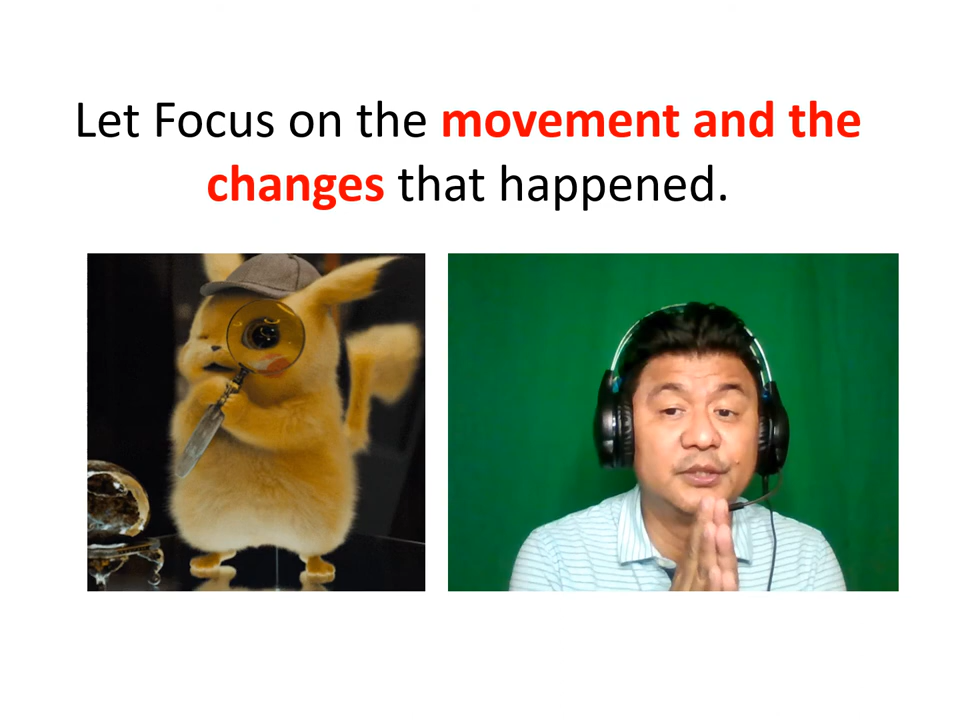 Let Focus on the movement and the
changes that happened.